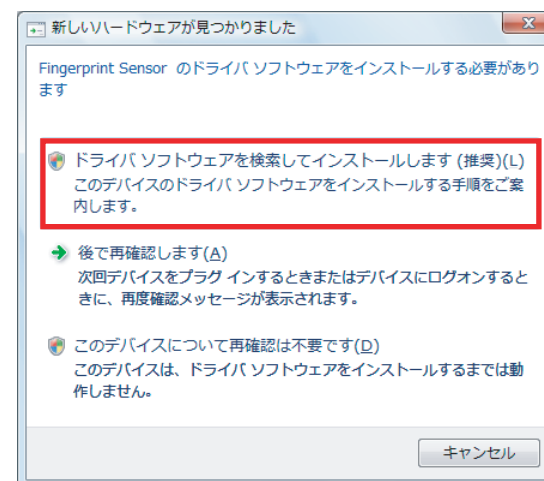 新しいハードウェアが見つかりました
Fingerprint Sensor のドライバ ソフトウェアをインストールする必要があり
ます
ドライバ ソフトウェアを検索してインストールします (推奨)(L)
このデバイスのドライバ ソフトウェアをインストールする手順をご案
内します。
後で再確認します(A)
次回デバイスをプラグ インするときまたはデバイスにログオンすると
きに、再度確認メッセージが表示されます。
このデバイスについて再確認は不要です(D)
このデバイスは、ドライバ ソフトウェアをインストールするまでは動
作しません。
キャンセル